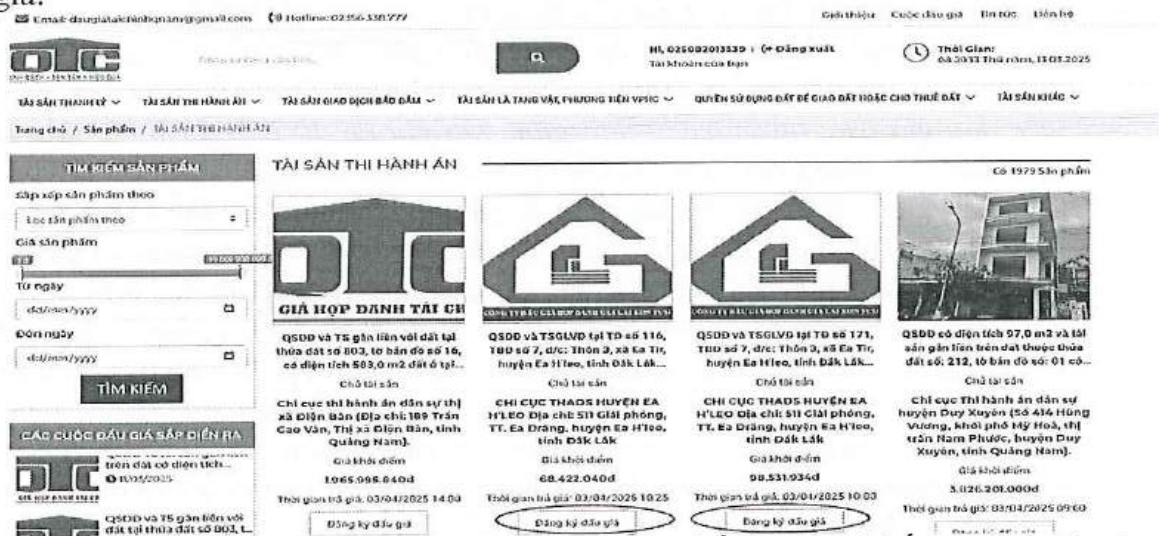 giá.
Email: daugiataichinhqnam@gmail.com Hotline: 02356.338.777
Giới thiệu Cuộc đấu giá Tin tức Liên hệ
QTC
Hi, 025082013539 Đăng xuất
Tài khoản của bạn
Thời Gian:
Thứ năm, 13.03.2025
TÀI SẢN THANH LÝ TÀI SẢN THI HÀNH ÁN TÀI SẢN GIAO DỊCH BẢO ĐẢM TÀI SẢN LÀ TANG VẬT, PHƯƠNG TIỆN VPHC QUYỀN SỬ DỤNG ĐẤT ĐỂ GIAO ĐẤT HOẶC CHO THUÊ ĐẤT TÀI SẢN KHÁC
Trang chủ / Sản phẩm / TÀI SẢN THI HÀNH ÁN
TÌM KIẾM SẢN PHẨM
Sắp xếp sản phẩm theo
Lọc sản phẩm theo
Giá sản phẩm
Từ ngày
dd/mm/yyyy
Đến ngày
dd/mm/yyyy
TÌM KIẾM
CÁC CUỘC ĐẤU GIÁ SẮP DIỄN RA
trên đất có diện tích...
11/03/2025
QSDĐ và TS gắn liền với
đất tại thửa đất số 803, t...
TÀI SẢN THI HÀNH ÁN
Có 1979 Sản phẩm
QTC
GIÁ HỢP DANH TÀI CH
QSDĐ và TS gắn liền với đất tại
thửa đất số 803, tờ bản đồ số 16,
có diện tích 583,0 m2 đất ở tại...
Chủ tài sản
Chi cục thi hành án dân sự thị
xã Điện Bàn (Địa chỉ: 189 Trần
Cao Vân, Thị xã Điện Bàn, tỉnh
Quảng Nam).
Giá khởi điểm
1.965.995.840đ
Thời gian trả giá: 03/04/2025 14:00
Đăng ký đấu giá
QSDĐ và TSGLVĐ tại TĐ số 116,
TBĐ số 7, đ/c: Thôn 3, xã Ea Tir,
huyện Ea H'leo, tỉnh Đắk Lắk...
Chủ tài sản
CHI CỤC THADS HUYỆN EA
H'LEO Địa chỉ: 511 Giải phóng,
TT. Ea Drăng, huyện Ea H'leo,
tỉnh Đắk Lắk
Giá khởi điểm
68.422.040đ
Thời gian trả giá: 03/04/2025 10:25
Đăng ký đấu giá
QSDĐ và TSGLVĐ tại TĐ số 171,
TBĐ số 7, đ/c: Thôn 3, xã Ea Tir,
huyện Ea H'leo, tỉnh Đắk Lắk...
Chủ tài sản
CHI CỤC THADS HUYỆN EA
H'LEO Địa chỉ: 511 Giải phóng,
TT. Ea Drăng, huyện Ea H'leo,
tỉnh Đắk Lắk
Giá khởi điểm
98.531.934đ
Thời gian trả giá: 03/04/2025 10:00
Đăng ký đấu giá
QSDĐ có diện tích 97,0 m2 và tài
sản gắn liền trên đất thuộc thửa
đất số: 212, tờ bản đồ số: 01 có...
Chủ tài sản
Chi cục Thi hành án dân sự
huyện Duy Xuyên (Số 414 Hùng
Vương, khối phố Mỹ Hoà, thị
trấn Nam Phước, huyện Duy
Xuyên, tỉnh Quảng Nam).
Giá khởi điểm
3.026.201.000đ
Thời gian trả giá: 03/04/2025 09:00
Đăng ký đấu giá